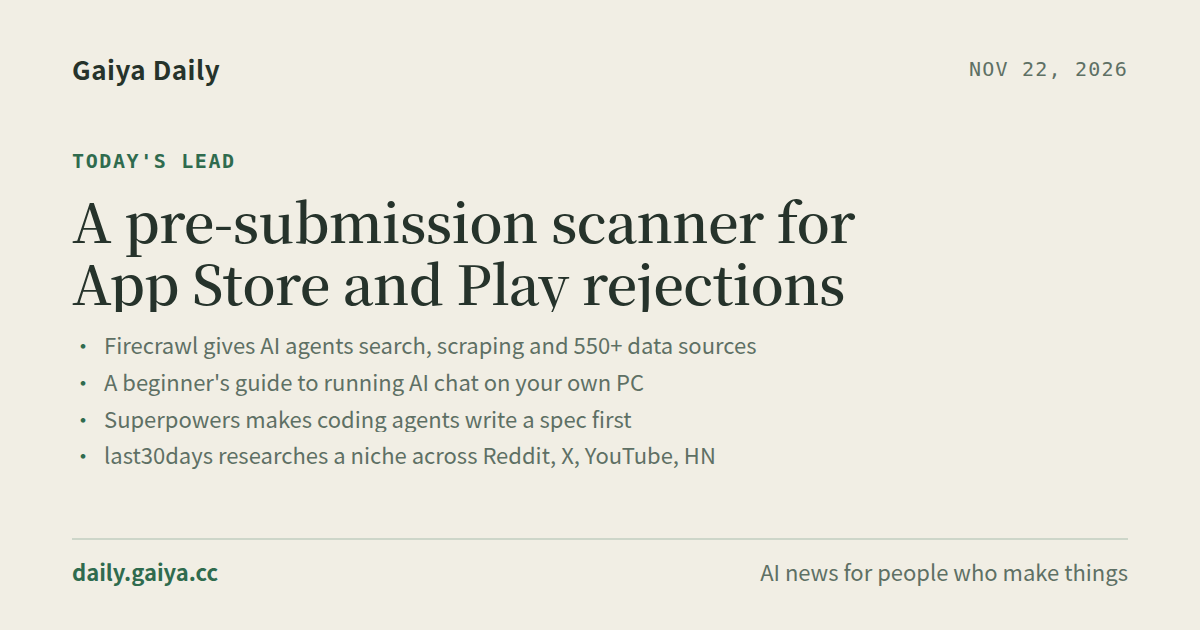 Gaiya Daily
NOV 22, 2026
TODAY'S LEAD
A pre-submission scanner for
App Store and Play rejections
• Firecrawl gives AI agents search, scraping and 550+ data sources
• A beginner's guide to running AI chat on your own PC
• Superpowers makes coding agents write a spec first
• last30days researches a niche across Reddit, X, YouTube, HN
daily.gaiya.cc
AI news for people who make things